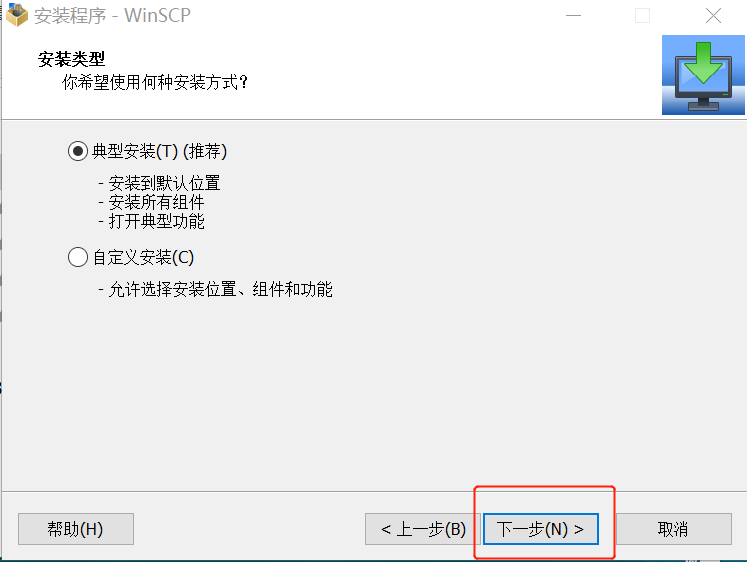 安装程序 - WinSCP
安装类型
你希望使用何种安装方式?
典型安装(T) (推荐)
- 安装到默认位置
- 安装所有组件
- 打开典型功能
自定义安装(C)
- 允许选择安装位置、组件和功能
帮助(H)
< 上一步(B)
下一步(N) >
取消